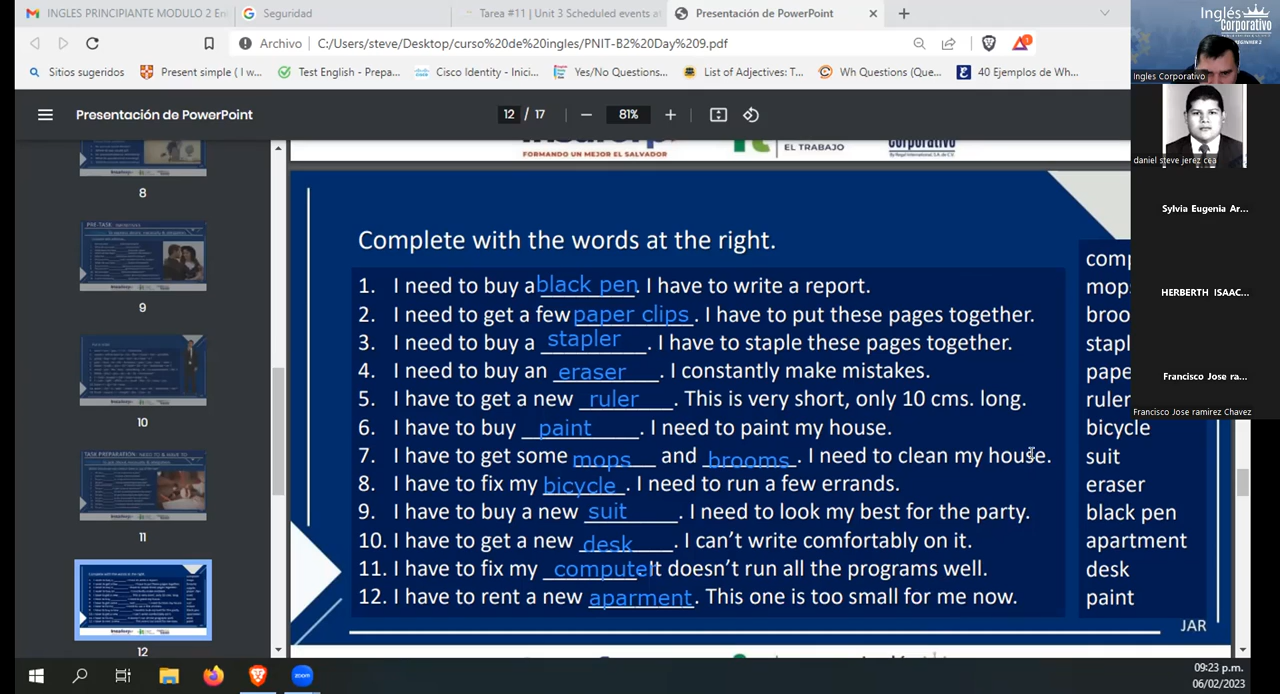 INGLES PRINCIPIANTE MODULO 2 En
Seguridad
Tarea #11 | Unit 3 Scheduled events a
Presentación de PowerPoint
Archivo C:/Users/steve/Desktop/curso%20de%20ingles/PNIT-B2%20Day%209.pdf
Sitios sugeridos
Present simple ( I w...
Test English - Prepa...
Cisco Identity - Inici...
Yes/No Questions...
List of Adjectives: T...
Wh Questions (Que...
40 Ejemplos de Wh...
Presentación de PowerPoint
12 / 17
81%
8
9
10
11
12
FORMANDO UN MEJOR EL SALVADOR
EL TRABAJO
Complete with the words at the right.
1. I need to buy a black pen. I have to write a report.
2. I need to get a few paper clips. I have to put these pages together.
3. I need to buy a stapler. I have to staple these pages together.
4. I need to buy an eraser. I constantly make mistakes.
5. I have to get a new ruler. This is very short, only 10 cms. long.
6. I have to buy paint. I need to paint my house.
7. I have to get some mops and brooms. I need to clean my house.
8. I have to fix my bicycle. I need to run a few errands.
9. I have to buy a new suit. I need to look my best for the party.
10. I have to get a new desk. I can't write comfortably on it.
11. I have to fix my computer It doesn't run all the programs well.
12. I have to rent a new aparment. This one is too small for me now.
comp
mops
broo
stapl
pape
ruler
bicycle
suit
eraser
black pen
apartment
desk
paint
JAR
Inglés
Corporativo
Ingles Corporativo
daniel steve jerez cea
Sylvia Eugenia Ar...
HERBERTH ISAAC...
Francisco Jose ra...
Francisco Jose ramirez Chavez
zoom
09:23 p.m.
06/02/2023